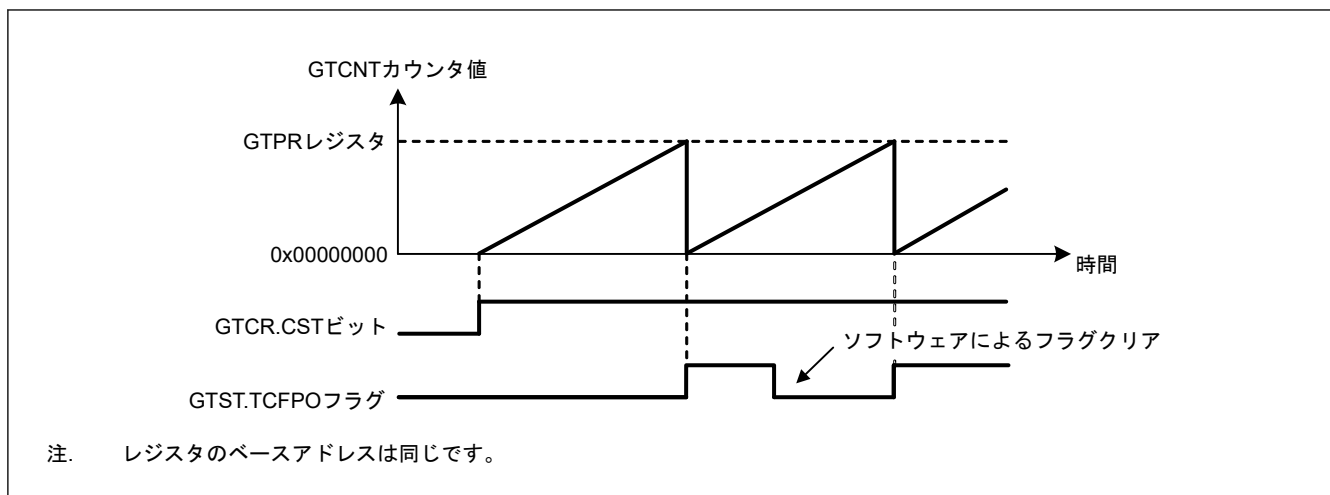 GTCNTカウンタ値
GTPRレジスタ
0x00000000
時間
GTCR.CSTビット
ソフトウェアによるフラグクリア
GTST.TCFPOフラグ
注. レジスタのベースアドレスは同じです。